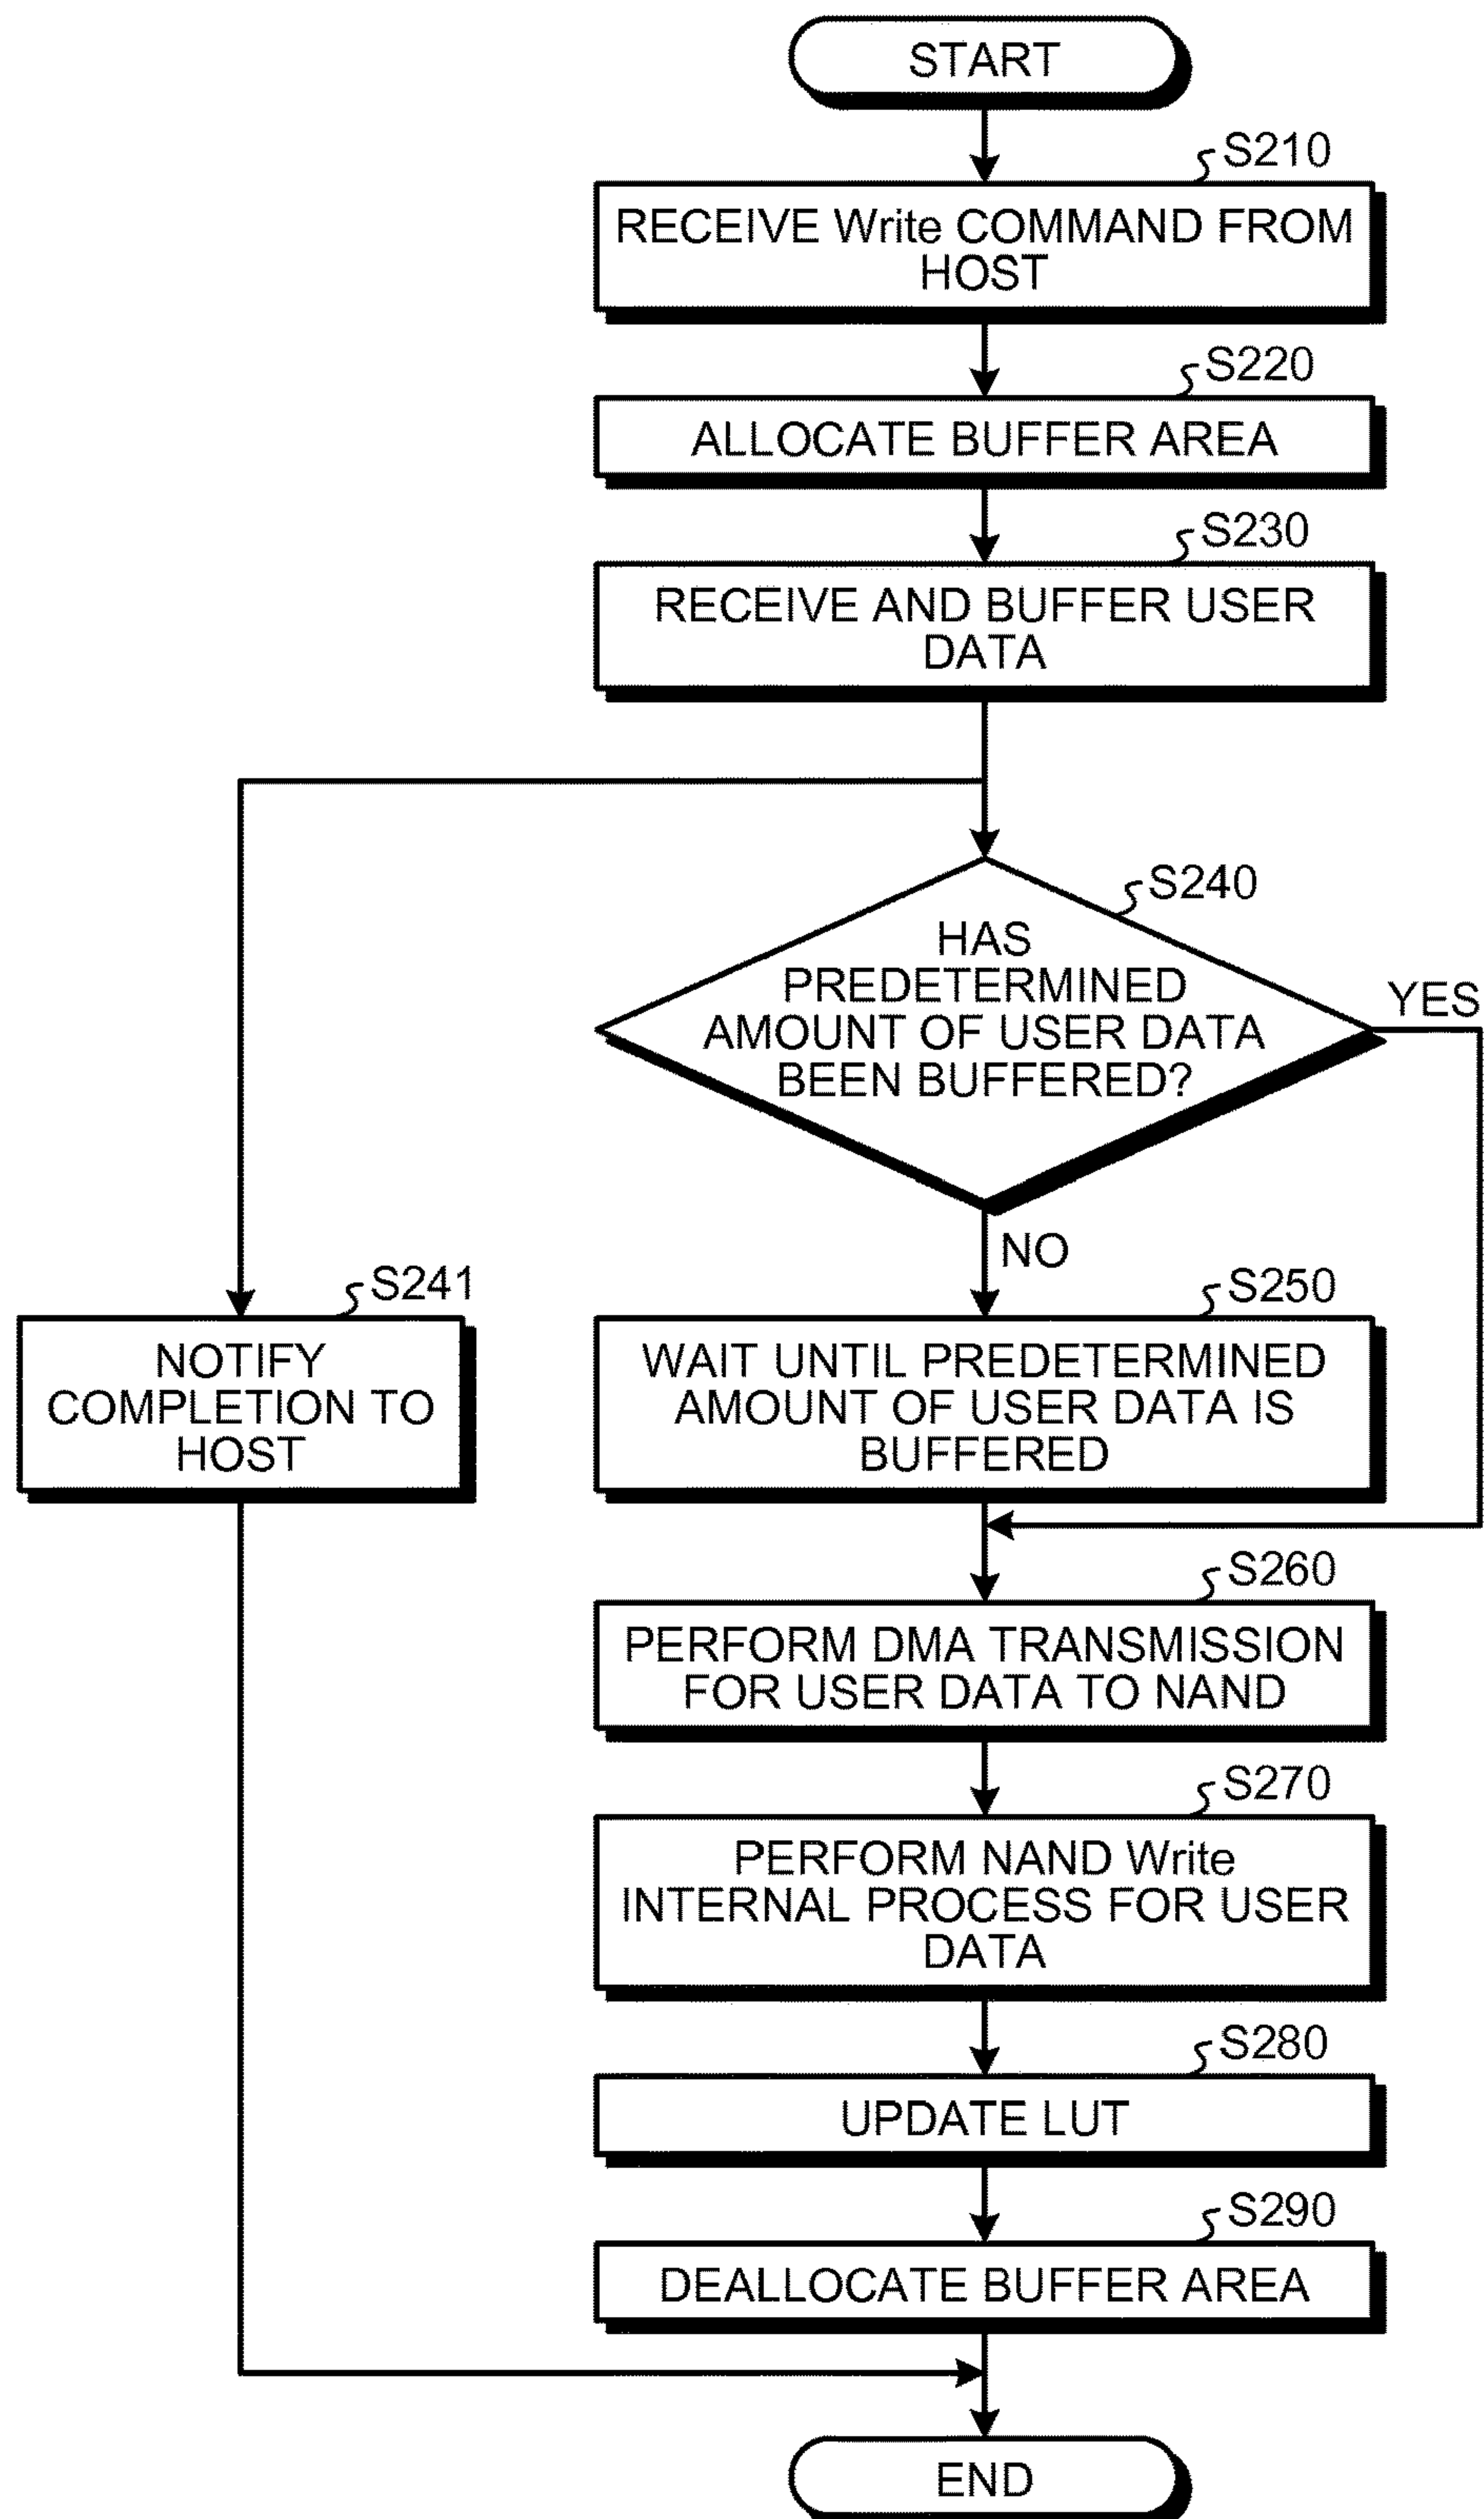 START
S210
RECEIVE Write COMMAND FROM
HOST
S220
ALLOCATE BUFFER AREA
S230
RECEIVE AND BUFFER USER
DATA
S240
HAS
PREDETERMINED
AMOUNT OF USER DATA
BEEN BUFFERED?
YES
NO
S241
NOTIFY
COMPLETION TO
HOST
S250
WAIT UNTIL PREDETERMINED
AMOUNT OF USER DATA IS
BUFFERED
S260
PERFORM DMA TRANSMISSION
FOR USER DATA TO NAND
S270
PERFORM NAND Write
INTERNAL PROCESS FOR USER
DATA
S280
UPDATE LUT
S290
DEALLOCATE BUFFER AREA
END